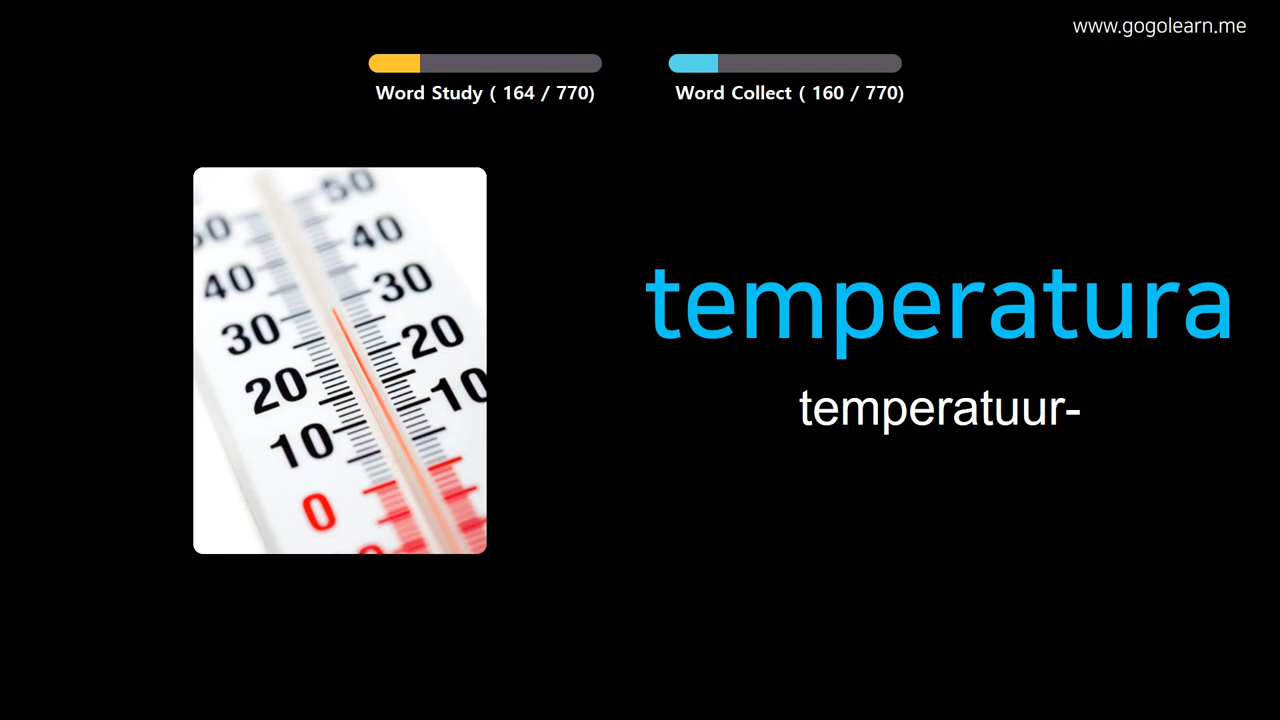 www.gogolearn.me
Word Study ( 164 / 770)
Word Collect ( 160 / 770)
50
40
30
20
10
40
30
20
10
0
temperatura
temperatuur-